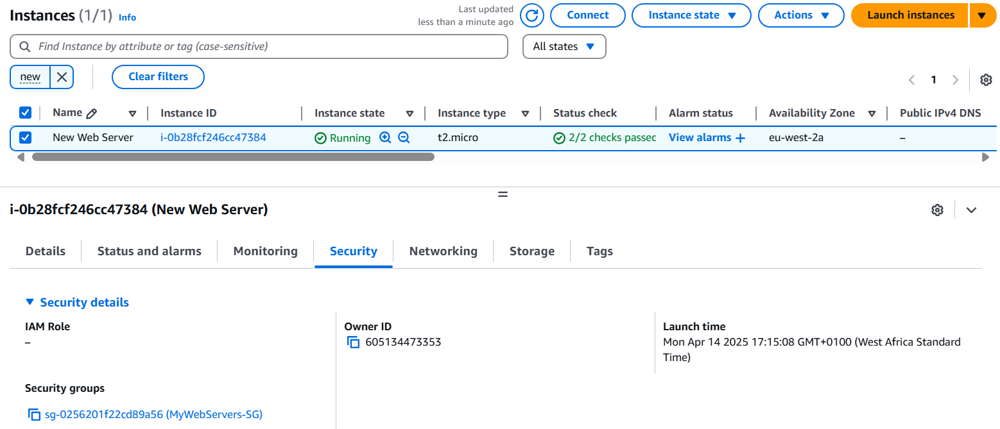 Instances (1/1) Info
Last updated
less than a minute ago
Connect
Instance state
Actions
Launch instances
Find Instance by attribute or tag (case-sensitive)
All states
new
Clear filters
1
Name Instance ID Instance state Instance type Status check Alarm status Availability Zone Public IPv4 DNS
New Web Server i-0b28fcf246cc47384 Running t2.micro 2/2 checks passec View alarms + eu-west-2a –
i-0b28fcf246cc47384 (New Web Server)
Details Status and alarms Monitoring Security Networking Storage Tags
Security details
IAM Role
–
Owner ID
605134473353
Launch time
Mon Apr 14 2025 17:15:08 GMT+0100 (West Africa Standard
Time)
Security groups
sg-0256201f22cd89a56 (MyWebServers-SG)